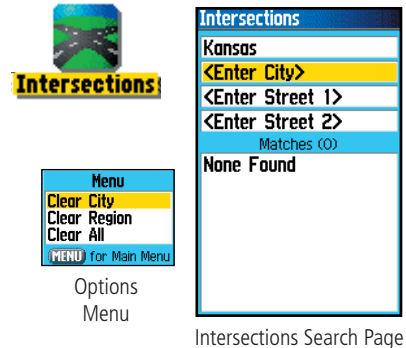 Intersections
Menu
Clear City
Clear Region
Clear All
MENU for Main Menu
Options
Menu
Intersections
Kansas
<Enter City>
<Enter Street 1>
<Enter Street 2>
Matches (0)
None Found
Intersections Search Page